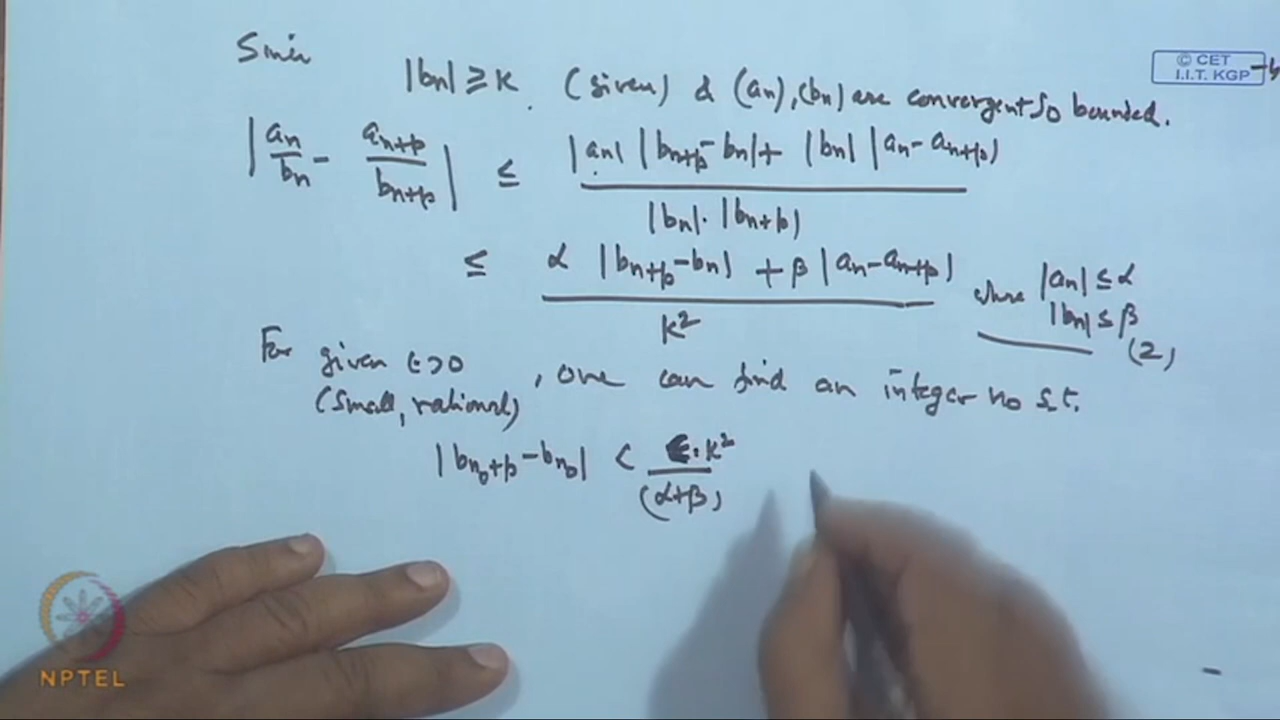 Since
© CET
I.I.T. KGP
|bn| ≥ K. (given) & (an), (bn) are convergent so bounded.
|an/bn - an+p/bn+p| ≤ |an| |bn+p - bn| + |bn| |an - an+p| / |bn|. |bn+p|
≤ α |bn+p - bn| + β |an - an+p| / K² where |an| ≤ α
|bn| ≤ β
(2)
For given ε>0, one can find an integer no s.t.
(small, rational)
|bn₀+p - bn₀| < ε.K² / (α+β)
NPTEL